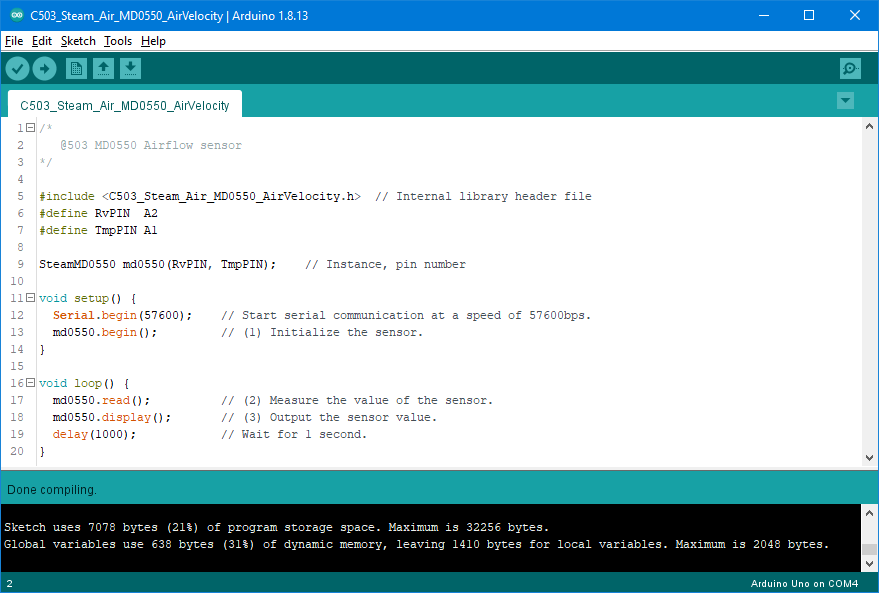 C503_Steam_Air_MD0550_AirVelocity | Arduino 1.8.13
File Edit Sketch Tools Help
C503_Steam_Air_MD0550_AirVelocity
1 /*
2 @503 MD0550 Airflow sensor
3 */
4
5 #include <C503_Steam_Air_MD0550_AirVelocity.h> // Internal library header file
6 #define RvPIN A2
7 #define TmpPIN A1
8
9 SteamMD0550 md0550(RvPIN, TmpPIN); // Instance, pin number
10
11 void setup() {
12 Serial.begin(57600); // Start serial communication at a speed of 57600bps.
13 md0550.begin(); // (1) Initialize the sensor.
14 }
15
16 void loop() {
17 md0550.read(); // (2) Measure the value of the sensor.
18 md0550.display(); // (3) Output the sensor value.
19 delay(1000); // Wait for 1 second.
20 }
Done compiling.
Sketch uses 7078 bytes (21%) of program storage space. Maximum is 32256 bytes.
Global variables use 638 bytes (31%) of dynamic memory, leaving 1410 bytes for local variables. Maximum is 2048 bytes.
2 Arduino Uno on COM4